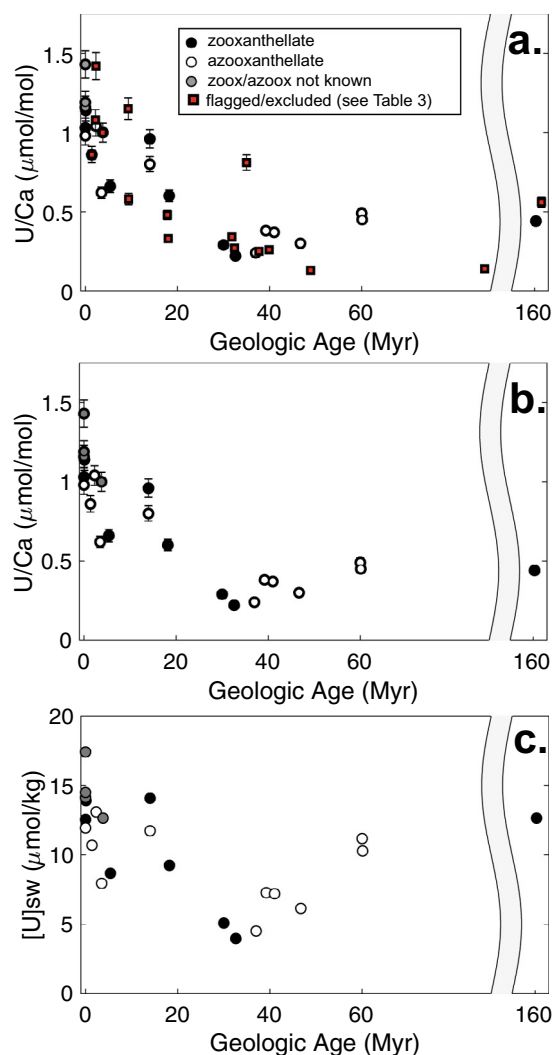 a.
zooxanthellate
azooxanthellate
zoox/azoox not known
flagged/excluded (see Table 3)
1.5
1
0.5
0
U/Ca (μmol/mol)
0 20 40 60 160
Geologic Age (Myr)
b.
1.5
1
0.5
0
U/Ca (μmol/mol)
0 20 40 60 160
Geologic Age (Myr)
c.
20
15
10
5
0
[U]sw (μmol/kg)
0 20 40 60 160
Geologic Age (Myr)